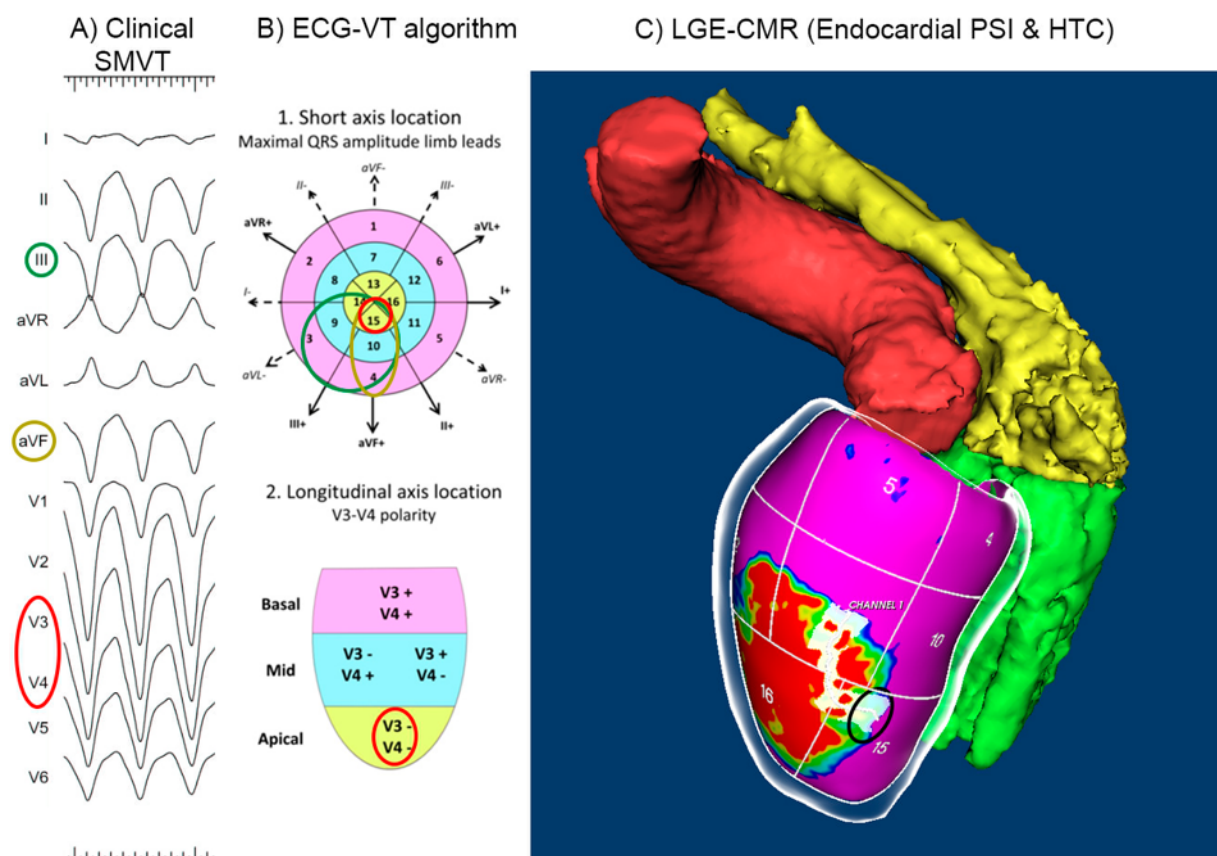 A) Clinical
SMVT
B) ECG-VT algorithm
C) LGE-CMR (Endocardial PSI & HTC)
I
II
III
aVR
aVL
aVF
V1
V2
V3
V4
V5
V6
1. Short axis location
Maximal QRS amplitude limb leads
aVF-
II-
III-
aVR+
aVL+
1
2
6
7
8
12
13
I-
14
16
I+
15
9
11
3
10
5
4
aVL-
aVR-
III+
II+
aVF+
2. Longitudinal axis location
V3-V4 polarity
Basal
V3 +
V4 +
Mid
V3 - V3 +
V4 + V4 -
Apical
V3 -
V4 -
5
4
CHANNEL 1
10
16
15